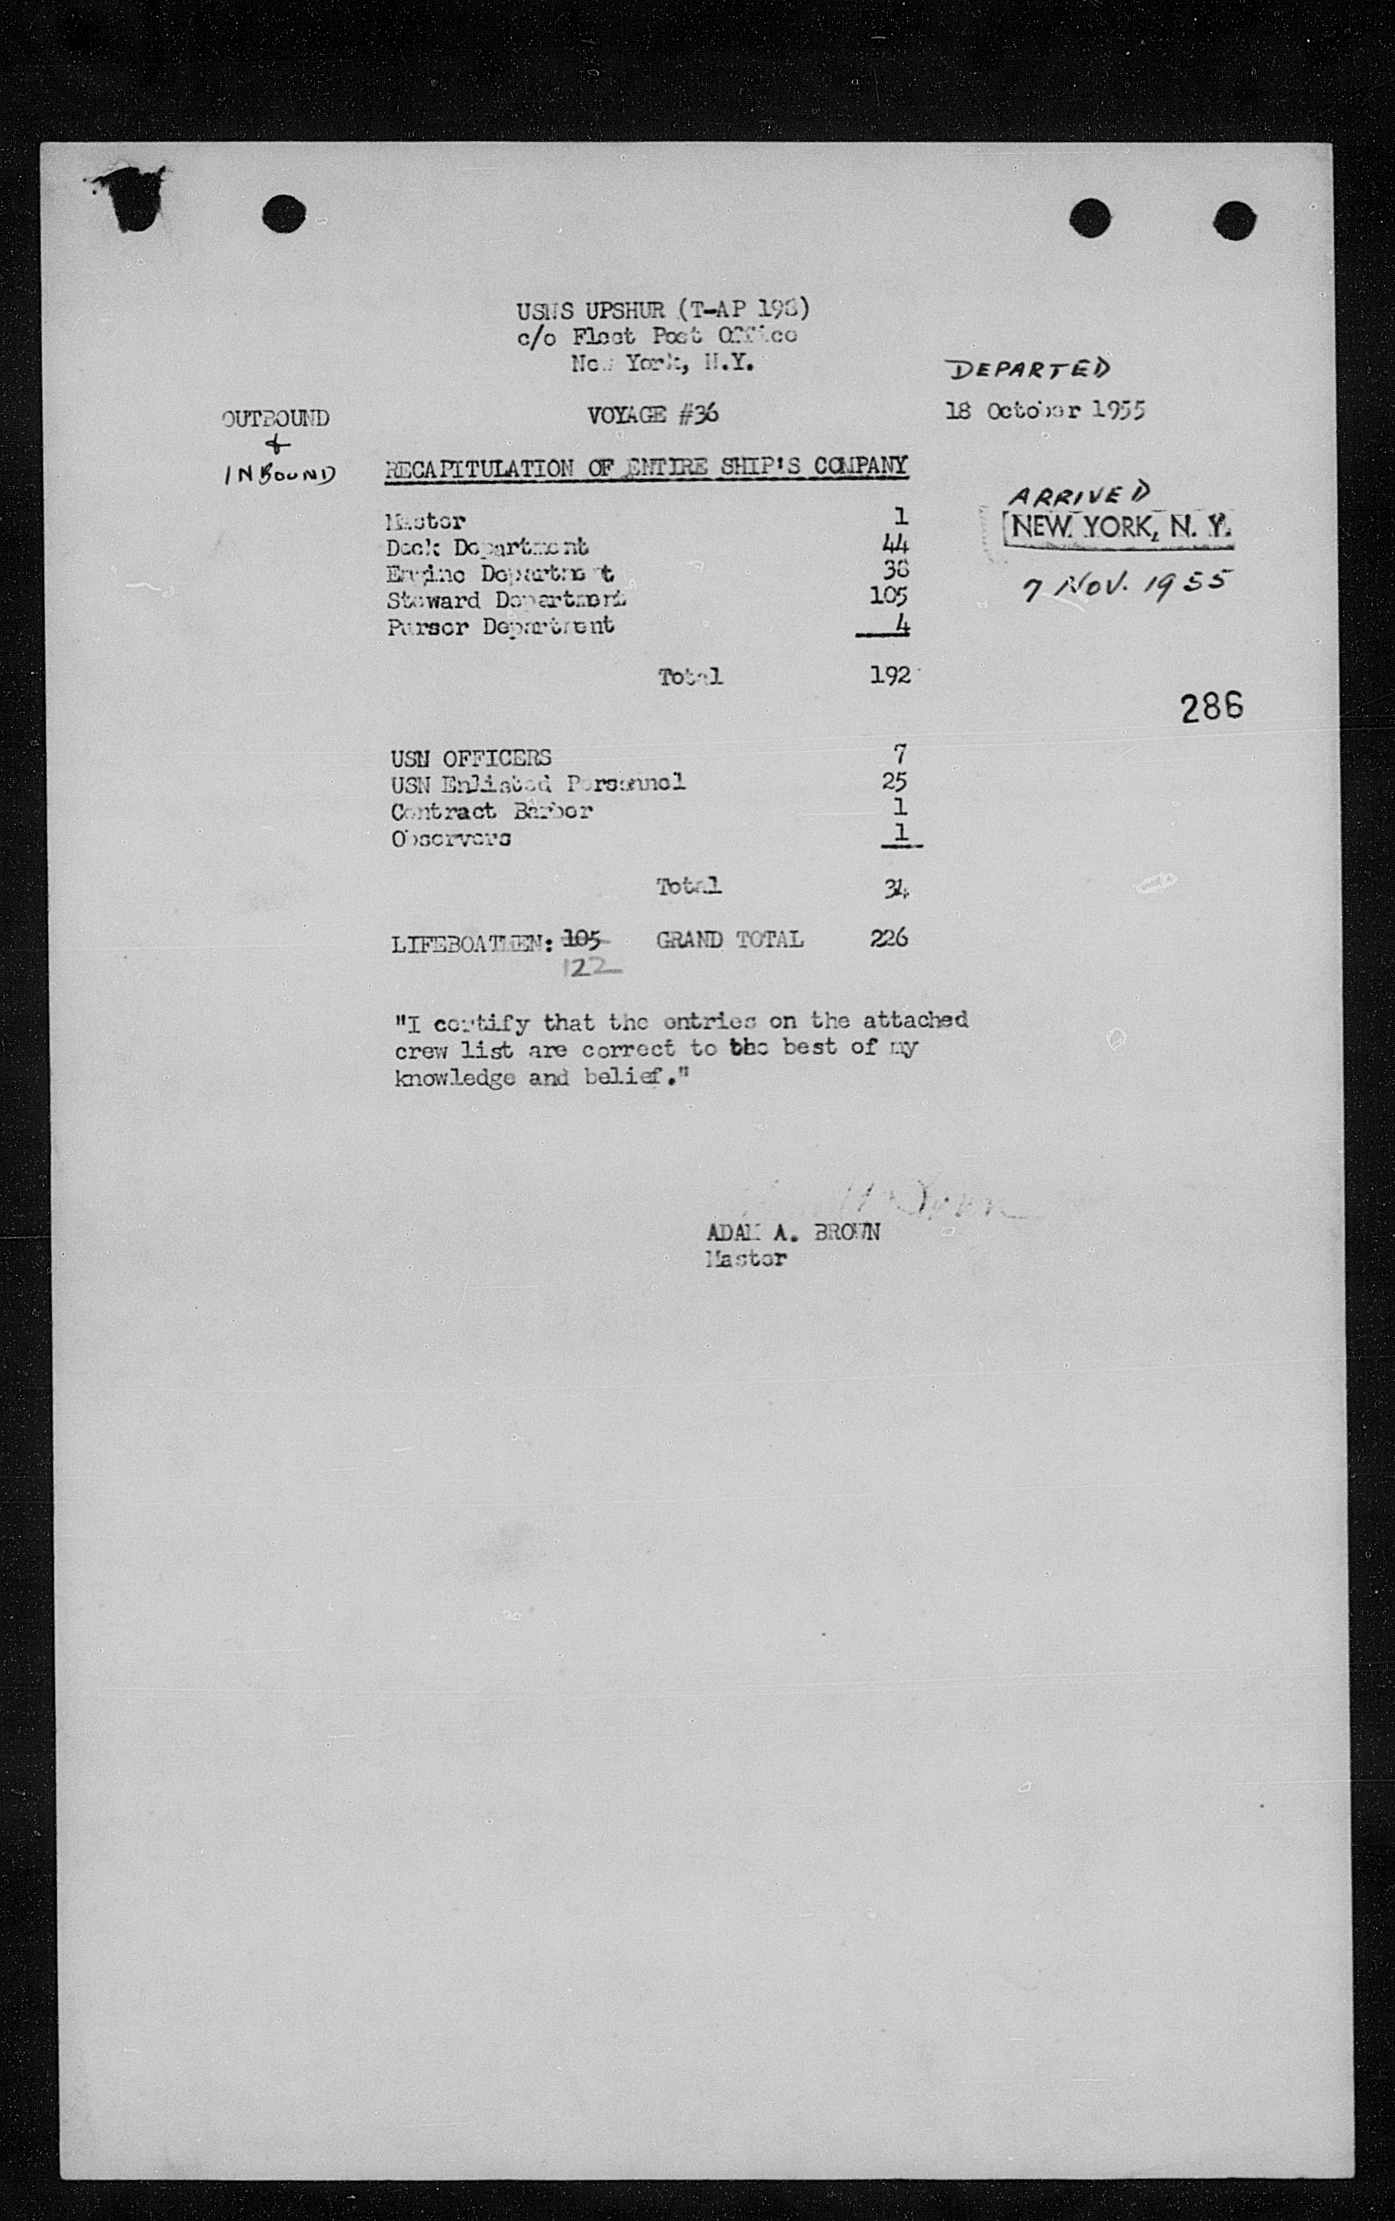 USNS UPSHUR (T-AP 198)
c/o Fleet Post Office
New York, N.Y.
DEPARTED
OUTBOUND
VOYAGE #36
18 October 1955
+
INBOUND
RECAPITULATION OF ENTIRE SHIP'S COMPANY
ARRIVED
NEW YORK, N. Y.
7 NOV. 1955
Master 1
Deck Department 44
Engine Department 38
Steward Department 105
Purser Department 4
Total 192
286
USN OFFICERS 7
USN Enlisted Personnel 25
Contract Barber 1
Observers 1
Total 34
LIFEBOATMEN: 105 GRAND TOTAL 226
122
"I certify that the entries on the attached
crew list are correct to the best of my
knowledge and belief."
ADAM A. BROWN
Master